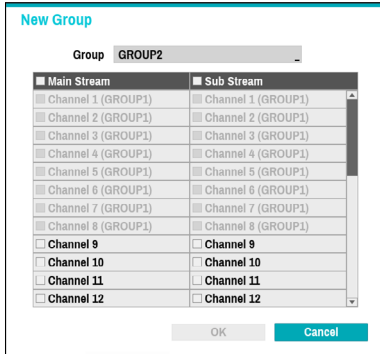 New Group
Group GROUP2 _
Main Stream Sub Stream
Channel 1 (GROUP1) Channel 1 (GROUP1)
Channel 2 (GROUP1) Channel 2 (GROUP1)
Channel 3 (GROUP1) Channel 3 (GROUP1)
Channel 4 (GROUP1) Channel 4 (GROUP1)
Channel 5 (GROUP1) Channel 5 (GROUP1)
Channel 6 (GROUP1) Channel 6 (GROUP1)
Channel 7 (GROUP1) Channel 7 (GROUP1)
Channel 8 (GROUP1) Channel 8 (GROUP1)
Channel 9 Channel 9
Channel 10 Channel 10
Channel 11 Channel 11
Channel 12 Channel 12
OK Cancel